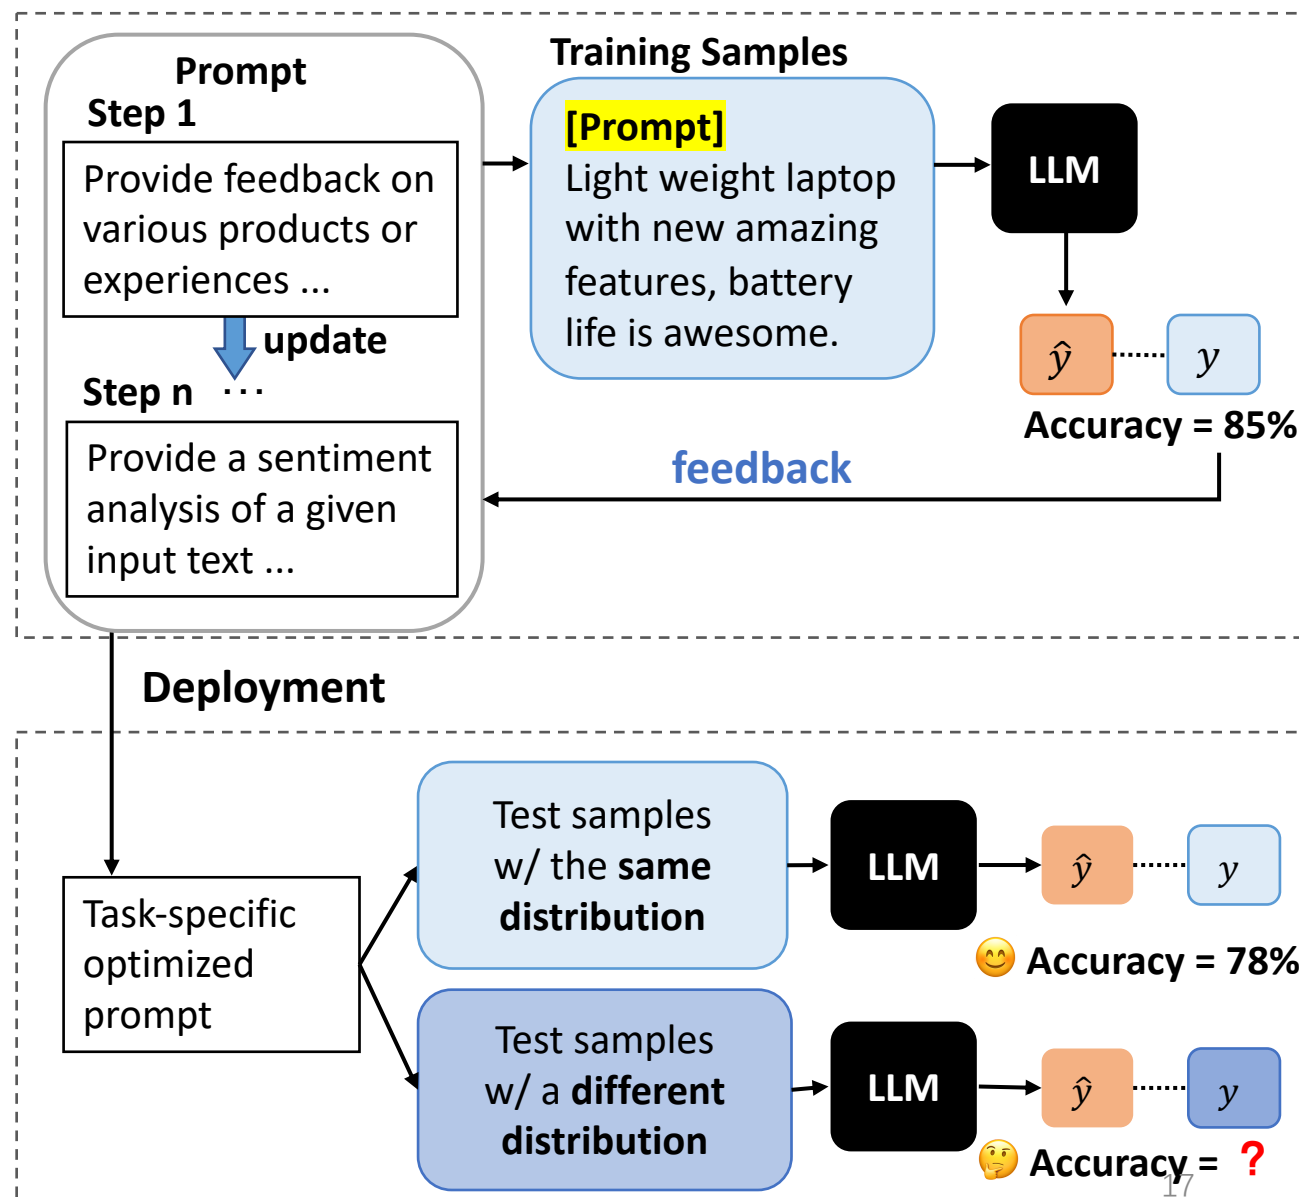 Prompt
Step 1
Provide feedback on
various products or
experiences ...
update
Step n ...
Provide a sentiment
analysis of a given
input text ...
Training Samples
[Prompt]
Light weight laptop
with new amazing
features, battery
life is awesome.
LLM
ŷ y
Accuracy = 85%
feedback
Deployment
Task-specific
optimized
prompt
Test samples
w/ the same
distribution
LLM
ŷ y
Accuracy = 78%
Test samples
w/ a different
distribution
LLM
ŷ y
Accuracy = ?
17